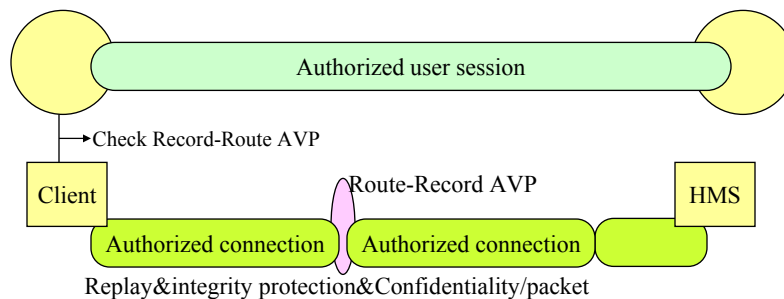 Authorized user session
Check Record-Route AVP
Client
Route-Record AVP
HMS
Authorized connection
Authorized connection
Replay&integrity protection&Confidentiality/packet